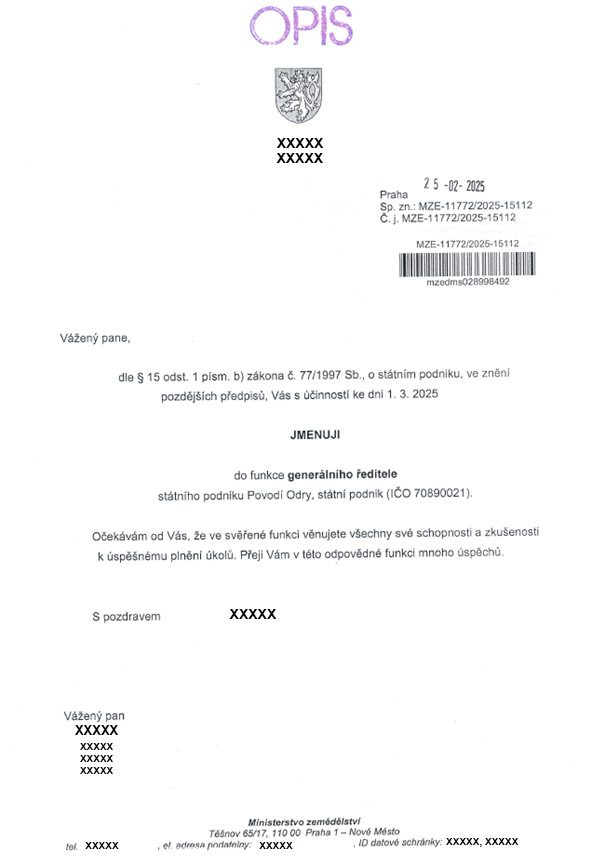 OPIS
XXXXX
XXXXX
25 -02- 2025
Praha
Sp. zn.: MZE-11772/2025-15112
Č. j. MZE-11772/2025-15112
MZE-11772/2025-15112
mzedms028998492
Vážený pane,
dle § 15 odst. 1 písm. b) zákona č. 77/1997 Sb., o státním podniku, ve znění
pozdějších předpisů, Vás s účinností ke dni 1. 3. 2025
JMENUJI
do funkce generálního ředitele
státního podniku Povodí Odry, státní podnik (IČO 70890021).
Očekávám od Vás, že ve svěřené funkci věnujete všechny své schopnosti a zkušenosti
k úspěšnému plnění úkolů. Přeji Vám v této odpovědné funkci mnoho úspěchů.
S pozdravem XXXXX
Vážený pan
XXXXX
XXXXX
XXXXX
XXXXX
Ministerstvo zemědělství
Těšnov 65/17, 110 00 Praha 1 – Nové Město
tel. XXXXX , el. adresa podatelny: XXXXX , ID datové schránky: XXXXX, XXXXX